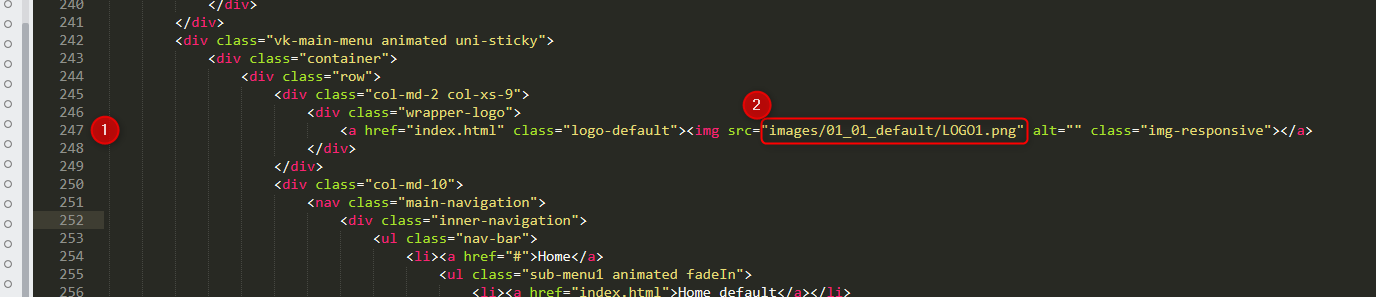 240 </div>
241 </div>
242 <div class="vk-main-menu animated uni-sticky">
243 <div class="container">
244 <div class="row">
245 <div class="col-md-2 col-xs-9">
2
246 <div class="wrapper-logo">
1
247 <a href="index.html" class="logo-default"><img src="images/01_01_default/LOGO1.png" alt="" class="img-responsive"></a>
248 </div>
249 </div>
250 <div class="col-md-10">
251 <nav class="main-navigation">
252 <div class="inner-navigation">
253 <ul class="nav-bar">
254 <li><a href="#">Home</a>
255 <ul class="sub-menu1 animated fadeIn">
256 <li><a href="index.html">Home default</a></li>